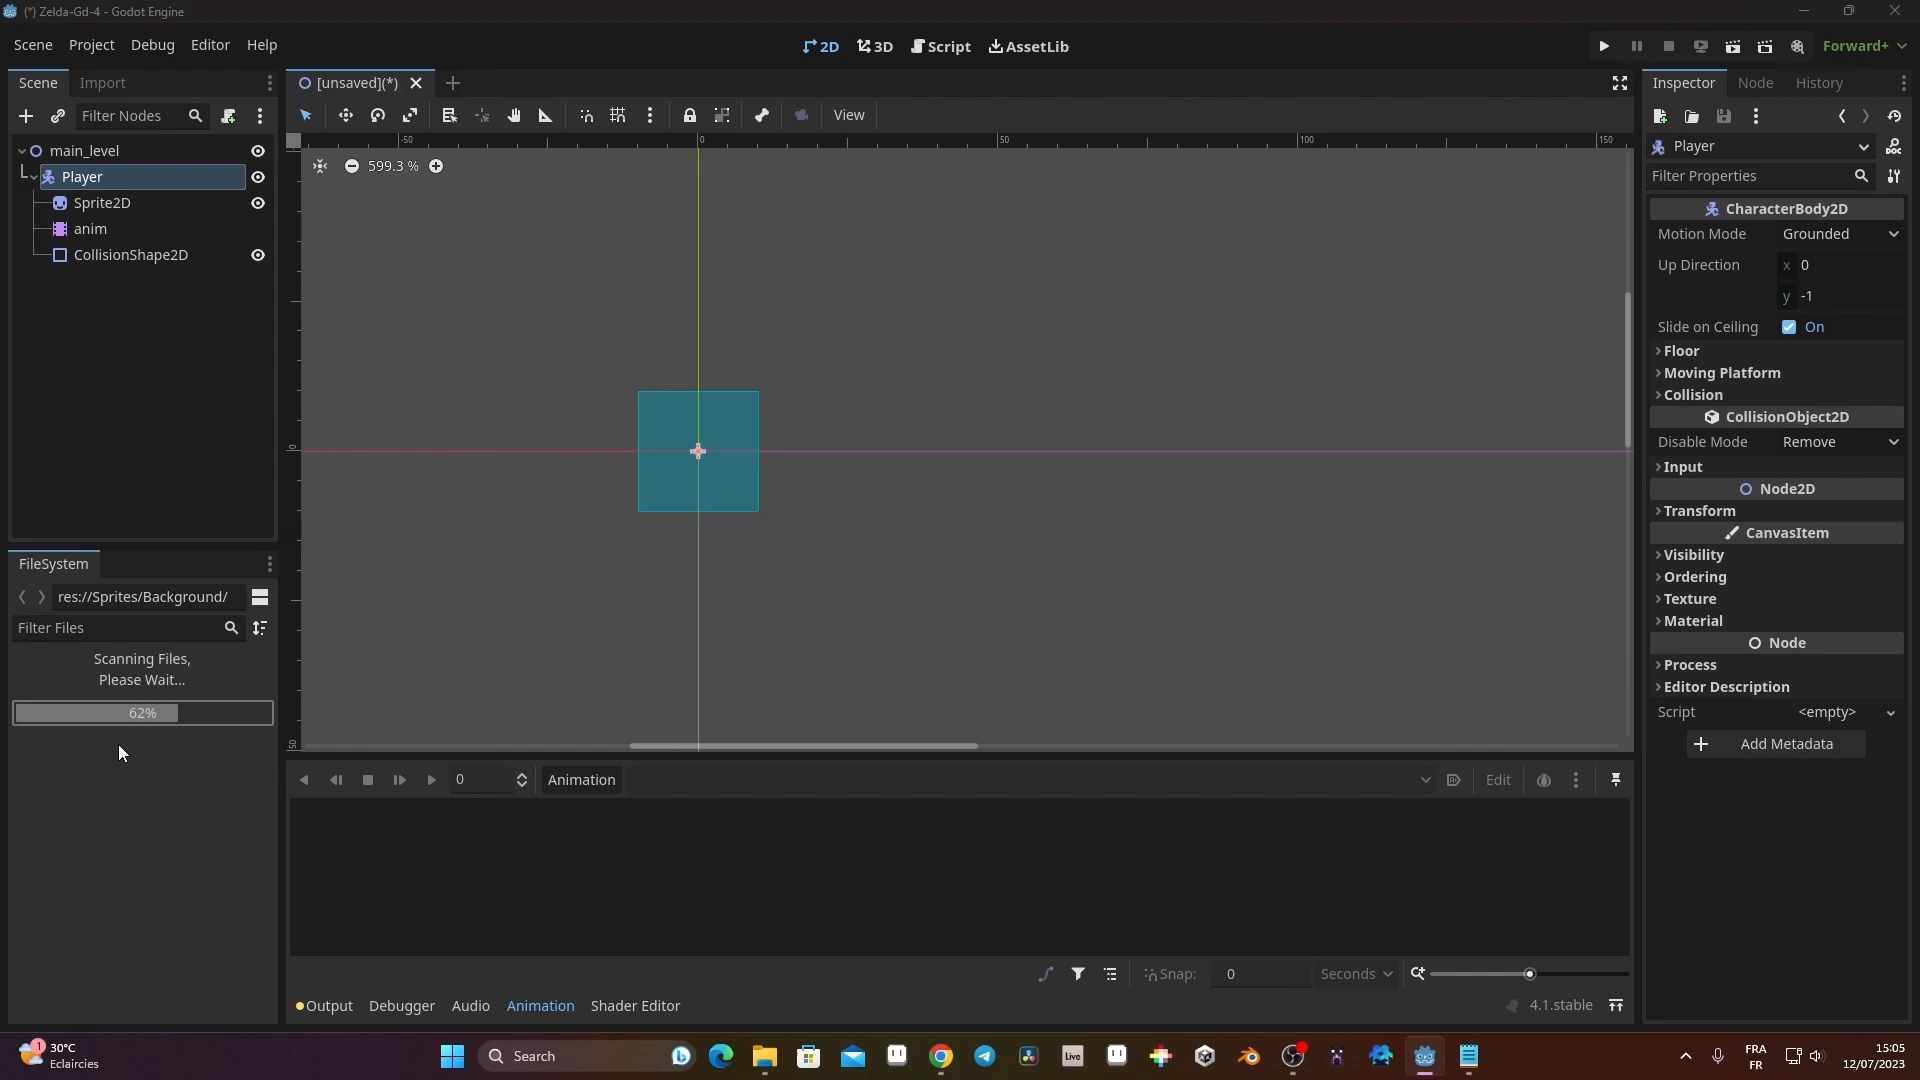 (*) Zelda-Gd-4 - Godot Engine
Scene Project Debug Editor Help
2D 3D Script AssetLib
Forward+
Scene Import
[unsaved](*)
Inspector Node History
Filter Nodes
View
main_level
Player
Sprite2D
anim
CollisionShape2D
-50 0 50 100 150
599.3 %
0
50
Player
Filter Properties
CharacterBody2D
Motion Mode Grounded
Up Direction x 0
y -1
Slide on Ceiling On
Floor
Moving Platform
Collision
CollisionObject2D
Disable Mode Remove
Input
Node2D
Transform
CanvasItem
Visibility
Ordering
Texture
Material
Node
Process
Editor Description
Script <empty>
Add Metadata
FileSystem
res://Sprites/Background/
Filter Files
Scanning Files,
Please Wait...
62%
0 Animation Edit
Snap: 0 Seconds
Output Debugger Audio Animation Shader Editor
4.1.stable
1
30°C
Eclaircies
Search
Live
FRA
FR
15:05
12/07/2023